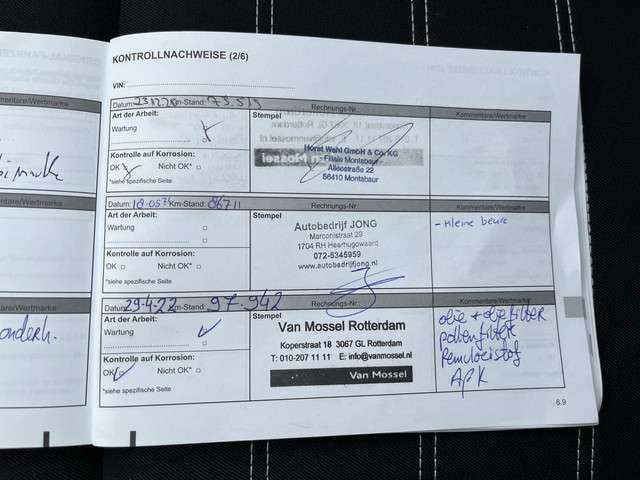 KONTROLLNACHWEISE (2/6)
VIN:
Kommentare/Wertmarke
Datum: Km-Stand: 73.515 Rechnungs-Nr.: Kommentare/Wertmarke
Art der Arbeit: Stempel
Wartung
Kontrolle auf Korrosion:
OK Nicht OK*
*siehe spezifische Seite
Horst Wehl GmbH & Co. KG
Filiale Montabaur
Alleestraße 22
56410 Montabaur
Datum: Km-Stand: 86711 Rechnungs-Nr.: Kommentare/Wertmarke
Art der Arbeit: Stempel
Wartung
Kontrolle auf Korrosion:
OK Nicht OK*
*siehe spezifische Seite
Autobedrijf JONG
Marconistraat 29
1704 RH Heerhugowaard
072-5345959
www.autobedrijfjong.nl
- Kleine beurt
Datum: 29-4-22 Km-Stand: 97.942 Rechnungs-Nr.: Kommentare/Wertmarke
Art der Arbeit: Stempel
Wartung
Kontrolle auf Korrosion:
OK Nicht OK*
*siehe spezifische Seite
Van Mossel Rotterdam
Koperstraat 18 3067 GL Rotterdam
T: 010-207 11 11 E: info@vanmossel.nl
Van Mossel
olie + oliefilter
pollenfilter
remvloeistof
APK
6.9